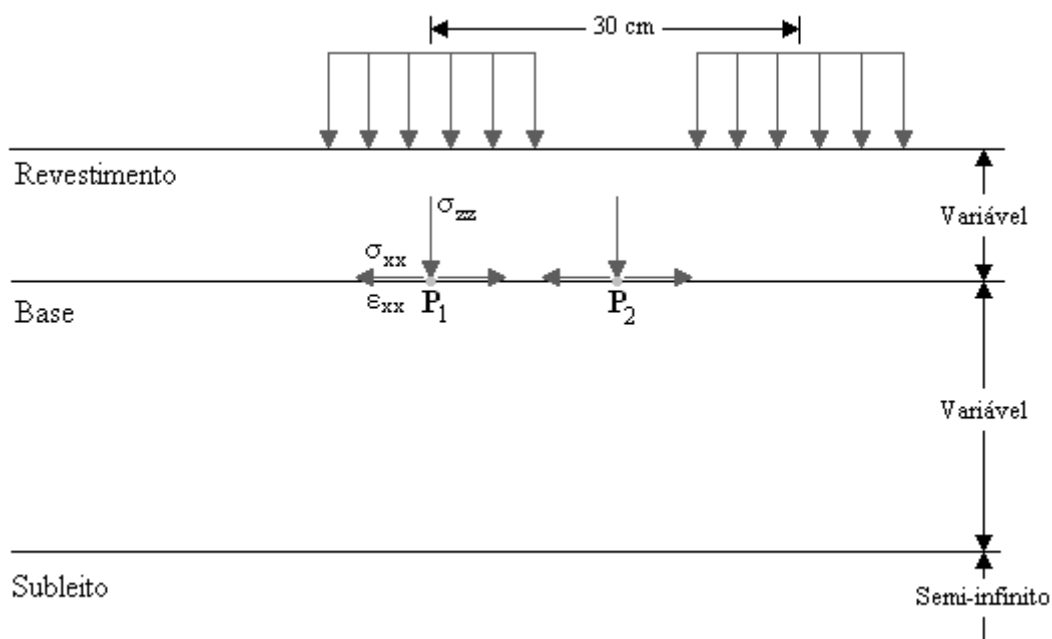 30 cm
Revestimento
σzz
Variável
σxx
εxx P1 P2
Base
Variável
Subleito
Semi-infinito